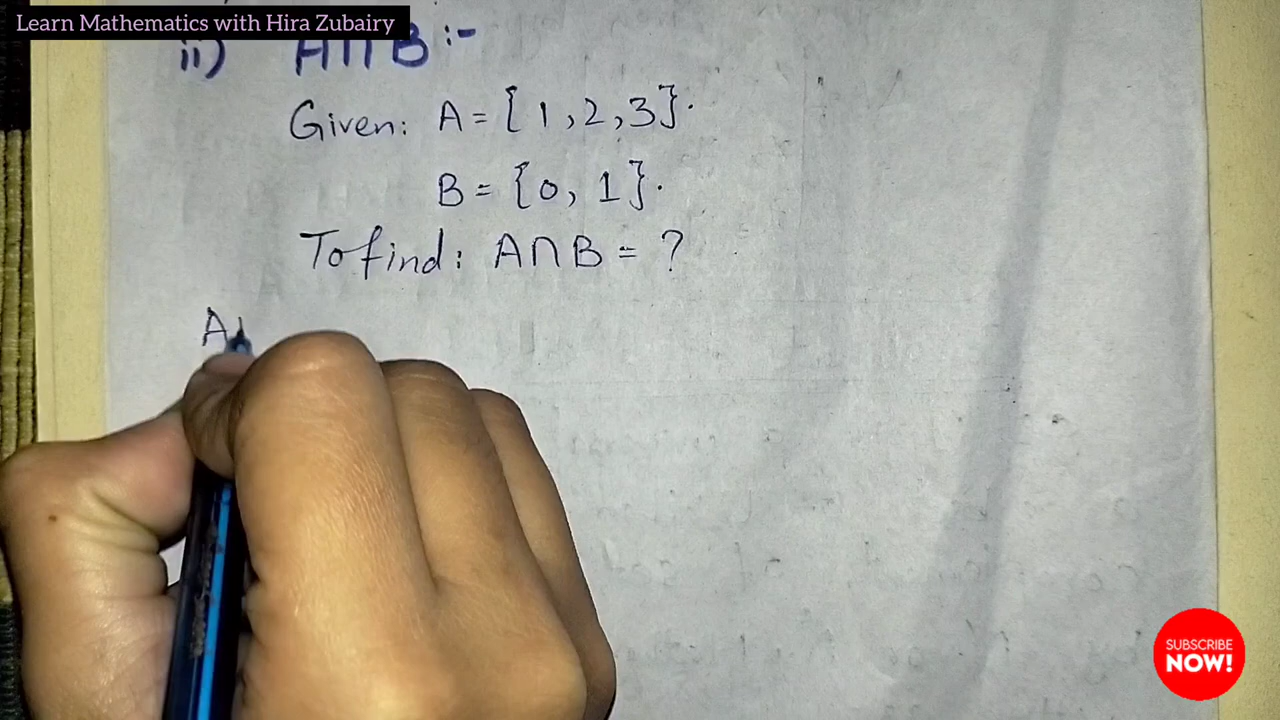 Learn Mathematics with Hira Zubairy
ii) A∩B :-
Given: A = {1, 2, 3}.
B = {0, 1}.
To find: A∩B = ?
A
SUBSCRIBE
NOW!